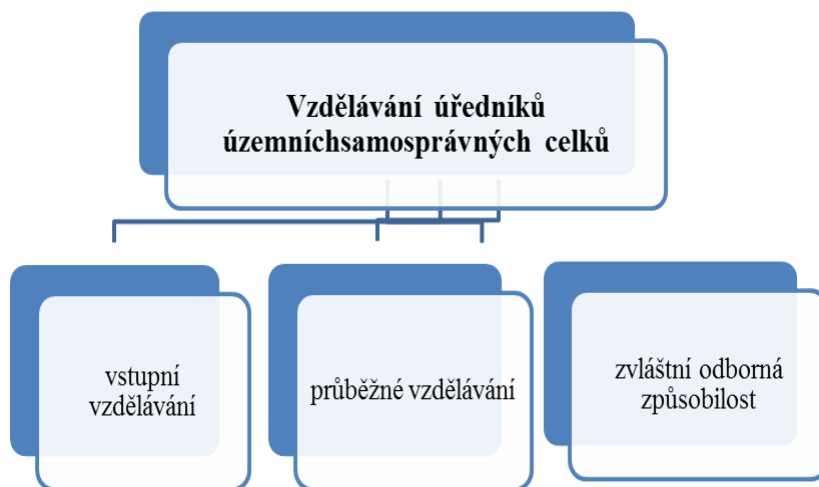 Vzdělávání úředníků
územníchsamosprávných celků
vstupní
vzdělávání
průběžné vzdělávání
zvláštní odborná
způsobilost